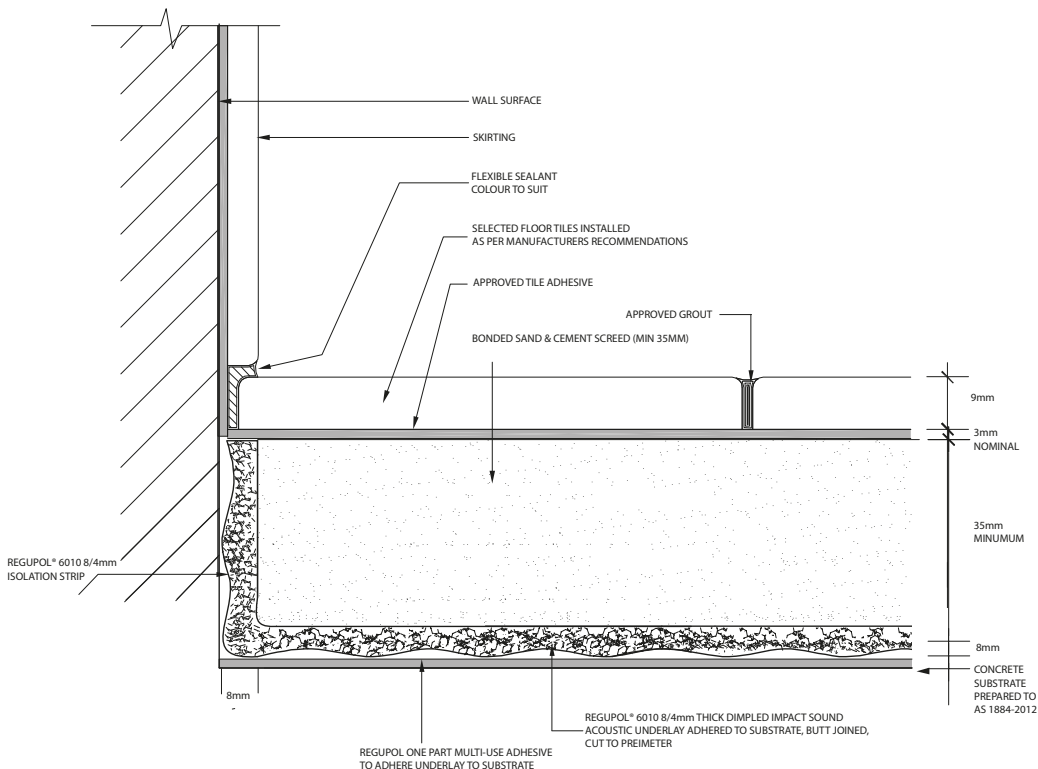 WALL SURFACE
SKIRTING
FLEXIBLE SEALANT
COLOUR TO SUIT
SELECTED FLOOR TILES INSTALLED
AS PER MANUFACTURERS RECOMMENDATIONS
APPROVED TILE ADHESIVE
APPROVED GROUT
BONDED SAND & CEMENT SCREED (MIN 35MM)
9mm
3mm
NOMINAL
35mm
MINUMUM
REGUPOL® 6010 8/4mm
ISOLATION STRIP
8mm
CONCRETE
SUBSTRATE
PREPARED TO
AS 1884-2012
8mm
REGUPOL® 6010 8/4mm THICK DIMPLED IMPACT SOUND
ACOUSTIC UNDERLAY ADHERED TO SUBSTRATE, BUTT JOINED,
CUT TO PREIMETER
REGUPOL ONE PART MULTI-USE ADHESIVE
TO ADHERE UNDERLAY TO SUBSTRATE